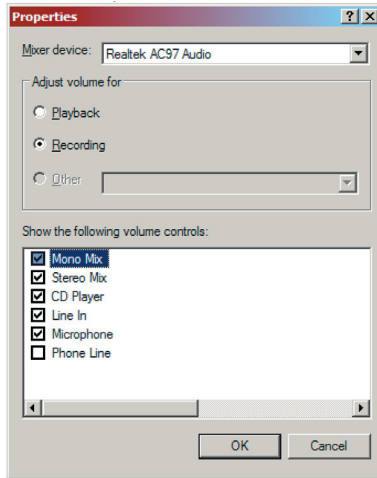 Properties
Mixer device: Realtek AC97 Audio
Adjust volume for
Playback
Recording
Other
Show the following volume controls:
Mono Mix
Stereo Mix
CD Player
Line In
Microphone
Phone Line
OK Cancel